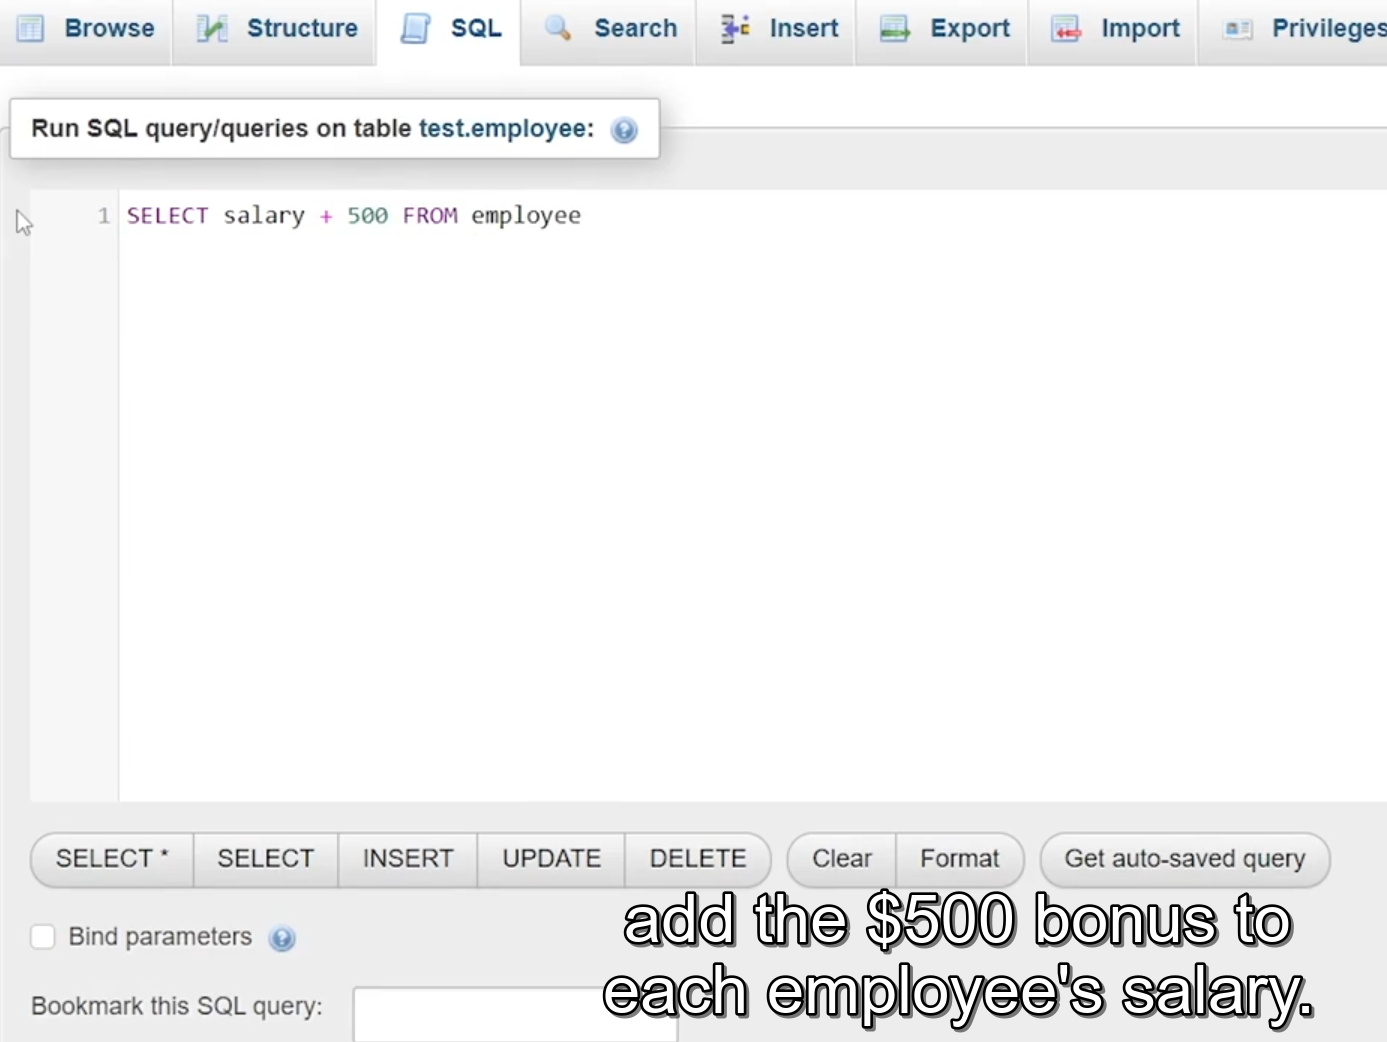 Browse Structure SQL Search Insert Export Import Privileges
Run SQL query/queries on table test.employee:
1 SELECT salary + 500 FROM employee
SELECT * SELECT INSERT UPDATE DELETE Clear Format Get auto-saved query
Bind parameters
Bookmark this SQL query:
add the $500 bonus to
each employee's salary.